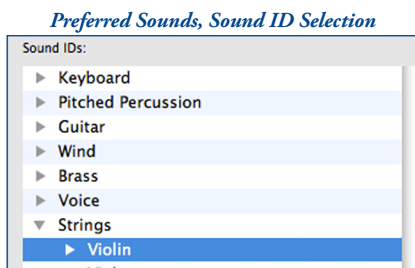 Preferred Sounds, Sound ID Selection
Sound IDs:
Keyboard
Pitched Percussion
Guitar
Wind
Brass
Voice
Strings
Violin